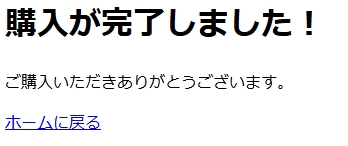 購入が完了しました！
ご購入いただきありがとうございます。
ホームに戻る